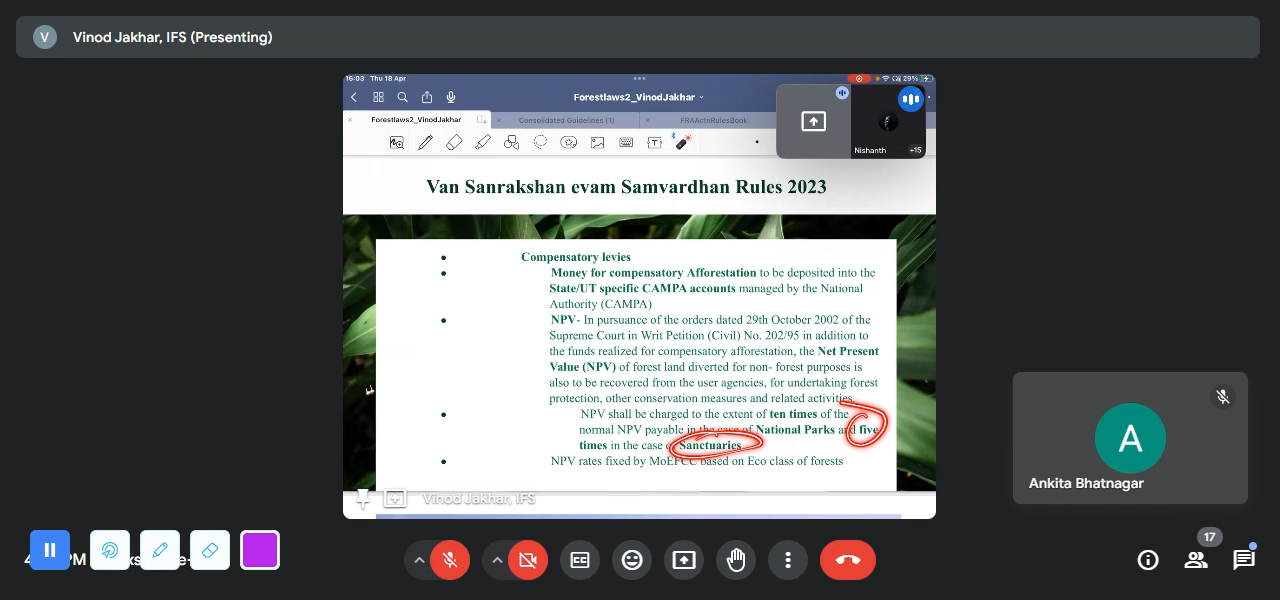 V Vinod Jakhar, IFS (Presenting)
16:03 Thu 18 Apr
29%
Forestlaws2_VinodJakhar
Forestlaws2_VinodJakhar
Consolidated Guidelines (1)
FRAActnRulesBook
Nishanth
+15
Van Sanrakshan evam Samvardhan Rules 2023
• Compensatory levies
• Money for compensatory Afforestation to be deposited into the
State/UT specific CAMPA accounts managed by the National
Authority (CAMPA)
• NPV- In pursuance of the orders dated 29th October 2002 of the
Supreme Court in Writ Petition (Civil) No. 202/95 in addition to
the funds realized for compensatory afforestation, the Net Present
Value (NPV) of forest land diverted for non- forest purposes is
also to be recovered from the user agencies, for undertaking forest
protection, other conservation measures and related activities.
• NPV shall be charged to the extent of ten times of the
normal NPV payable in the case of National Parks and five
times in the case of Sanctuaries
• NPV rates fixed by MoEFCC based on Eco class of forests
Vinod Jakhar, IFS
A
Ankita Bhatnagar
PM
17